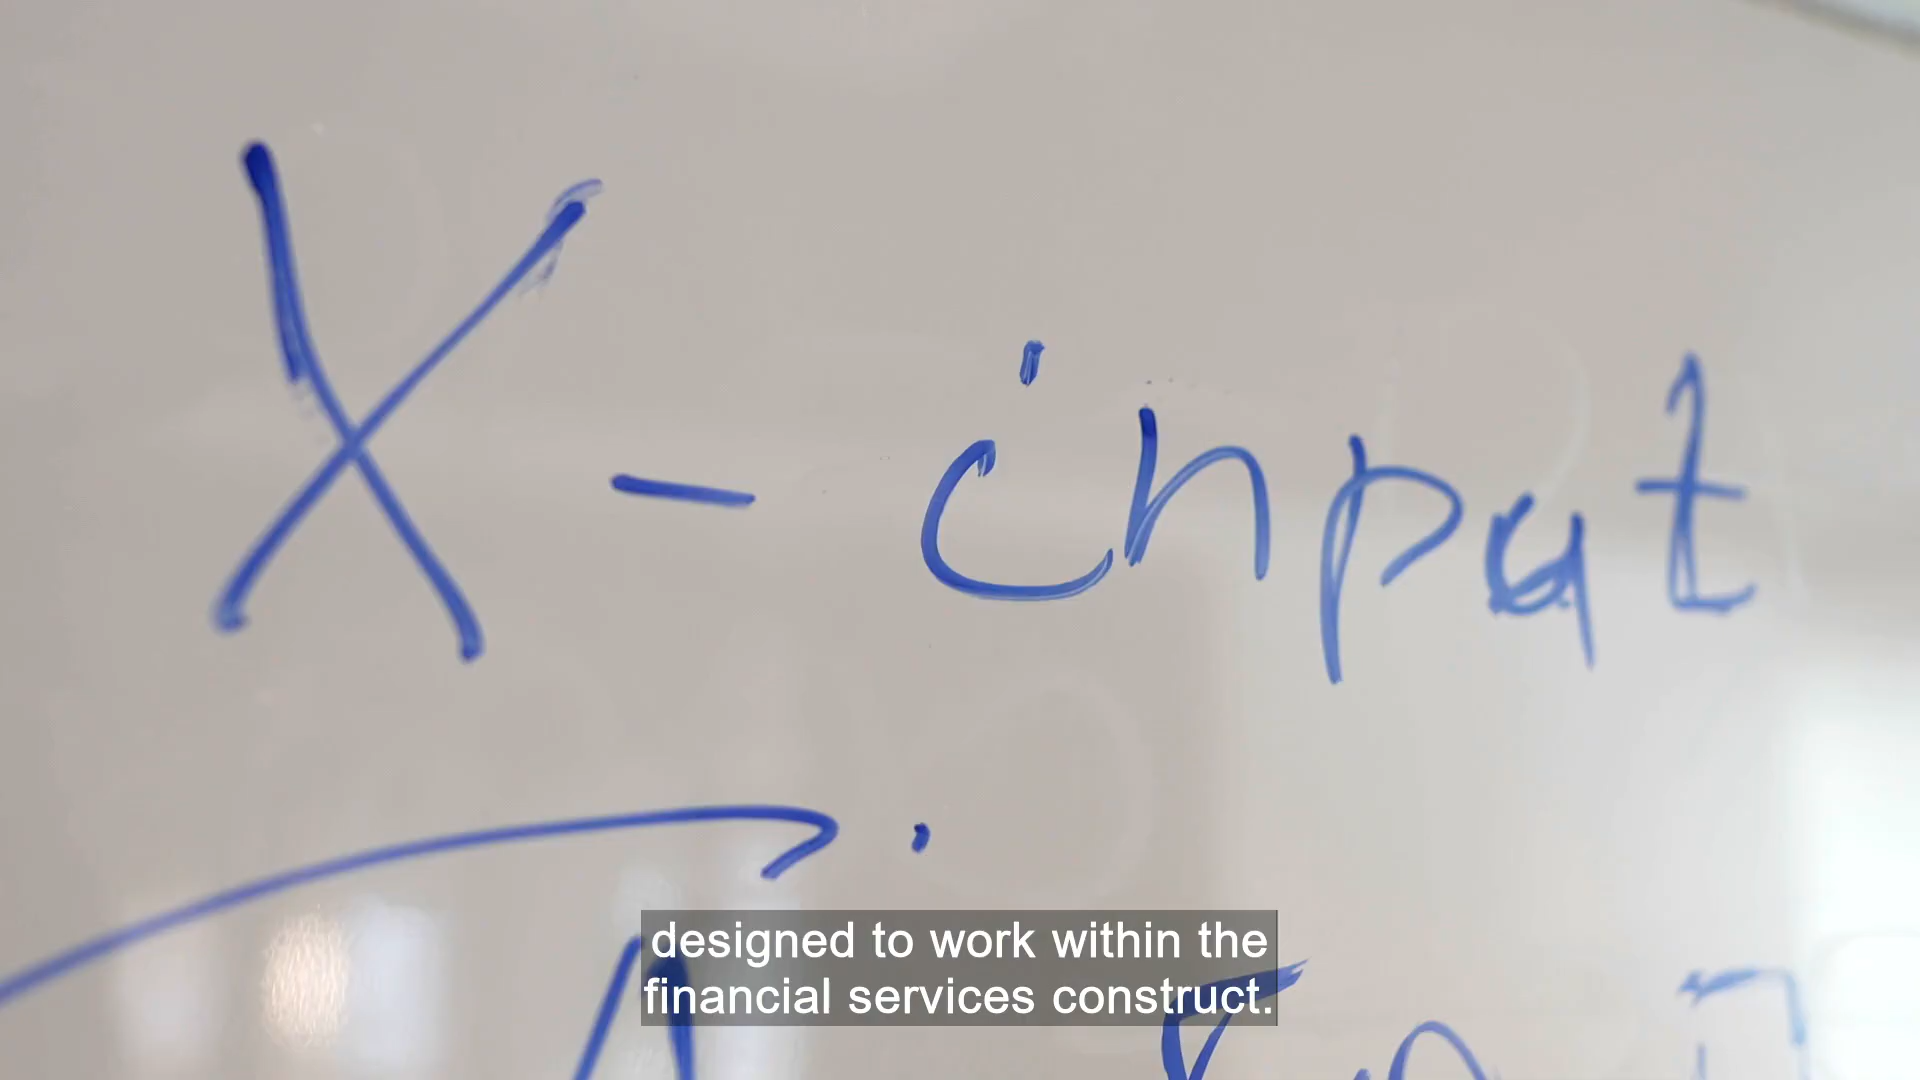 X - input
designed to work within the
financial services construct.